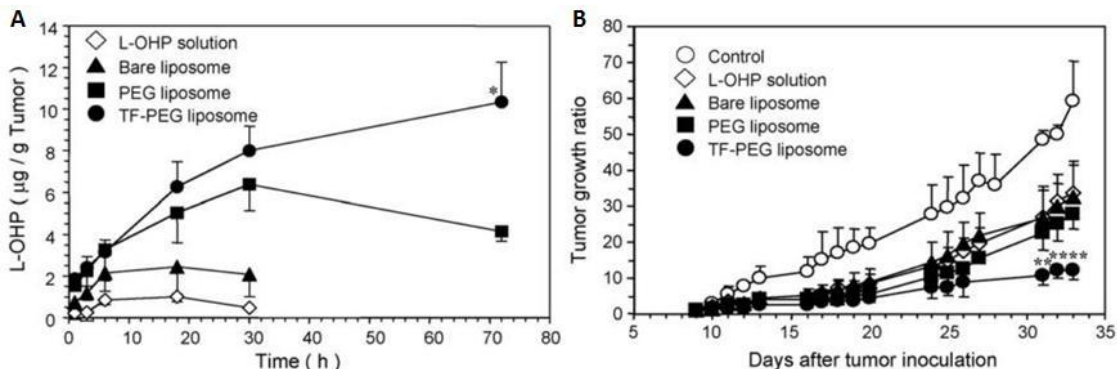 A
14
12
10
8
6
4
2
0
L-OHP (μg / g Tumor)
L-OHP solution
Bare liposome
PEG liposome
TF-PEG liposome
*
0 10 20 30 40 50 60 70 80
Time ( h )
B
80
70
60
50
40
30
20
10
0
Tumor growth ratio
Control
L-OHP solution
Bare liposome
PEG liposome
TF-PEG liposome
** ****
5 10 15 20 25 30 35
Days after tumor inoculation